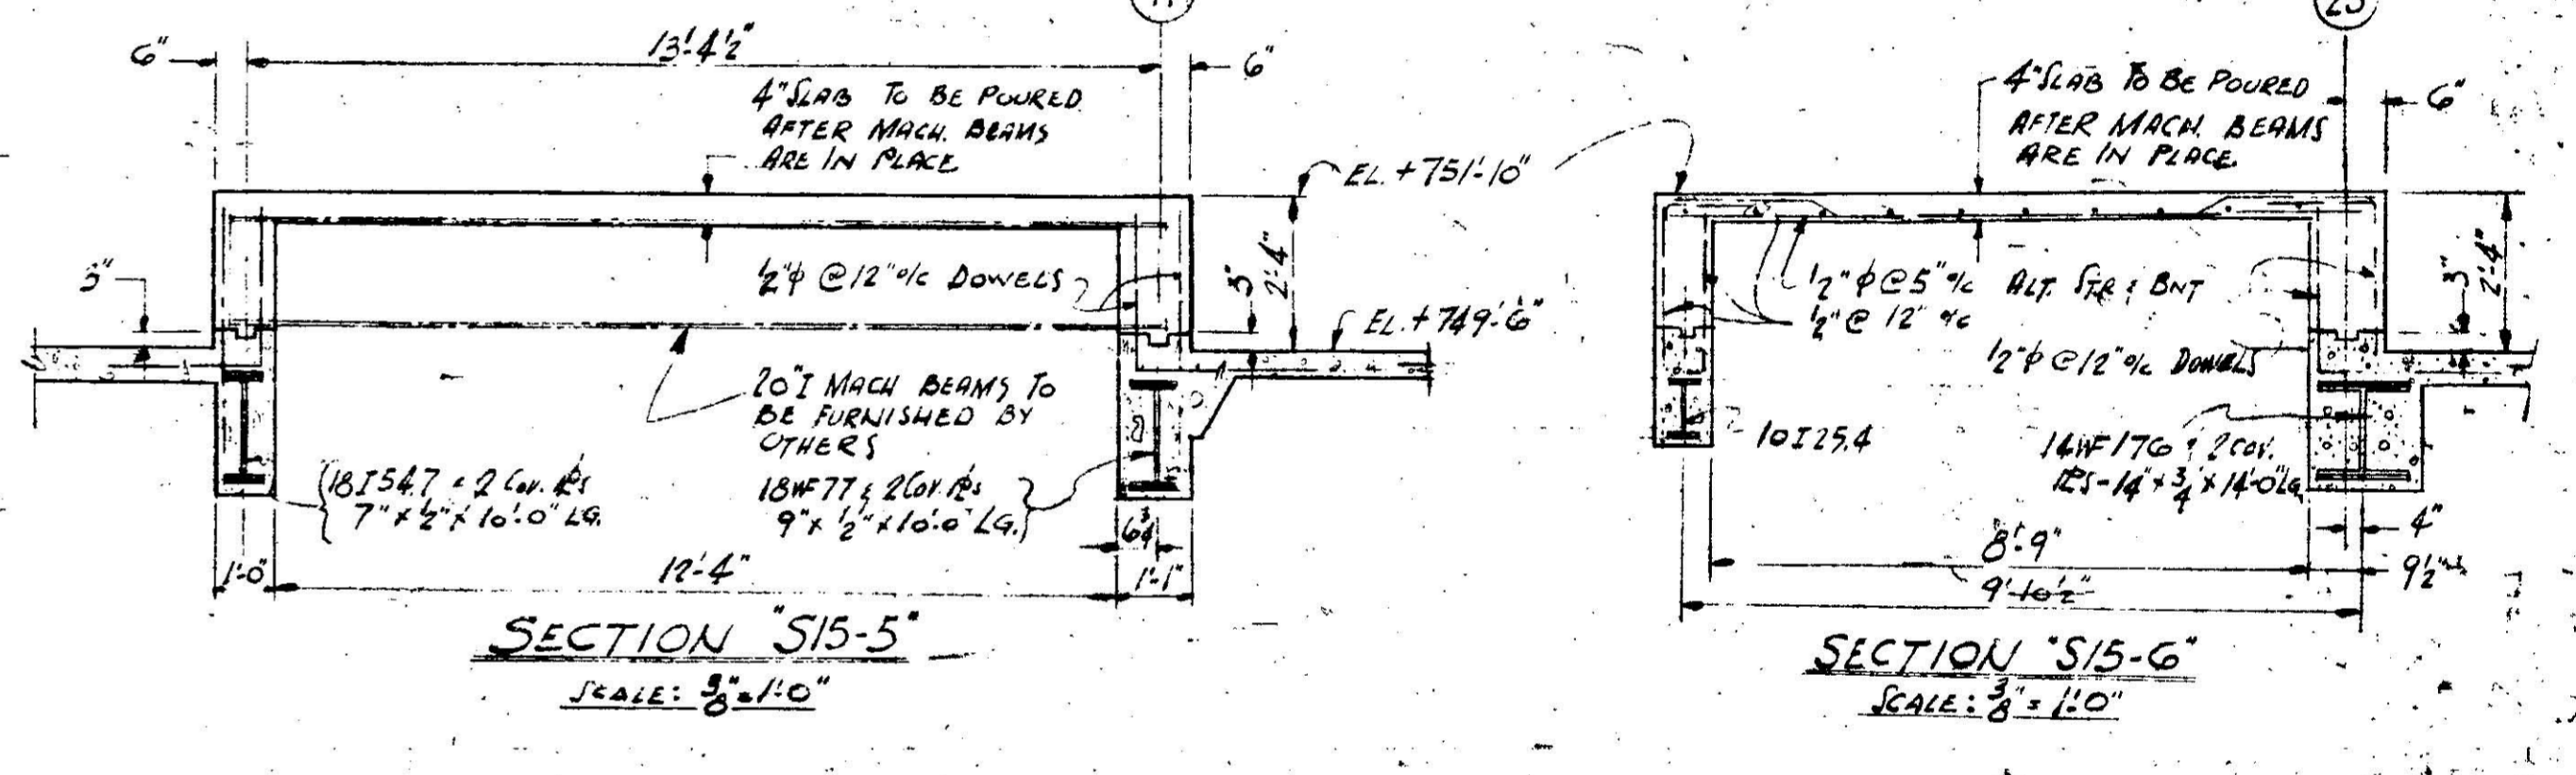 23
6"
13'-4½"
6"
4" SLAB TO BE POURED
AFTER MACH. BEAMS
ARE IN PLACE
4" SLAB TO BE POURED
AFTER MACH. BEAMS
ARE IN PLACE
6"
EL. +751'-10"
3"
½"φ @ 12" o/c DOWELS
3"
2'-4"
EL. +749'-6"
½"φ @ 5" o/c ALT. STR & BNT
½" @ 12" o/c
½"φ @ 12" o/c DOWELS
3"
2'-4"
20" I MACH BEAMS TO
BE FURNISHED BY
OTHERS
18I54.7 & 2 COV. PLS
7" x ½" x 10'-0" LG.
18WF77 & 2 COV. PLS
9" x ½" x 10'-0" LG.
10I25.4
14WF176 & 2 COV.
PLS-14" x ¾" x 14'-0" LG.
6¾"
4"
1'-0"
12'-4"
1'-1"
8'-9"
9½"
9'-10½"
SECTION "S15-5"
SCALE: ⅜" = 1'-0"
SECTION "S15-6"
SCALE: ⅜" = 1'-0"